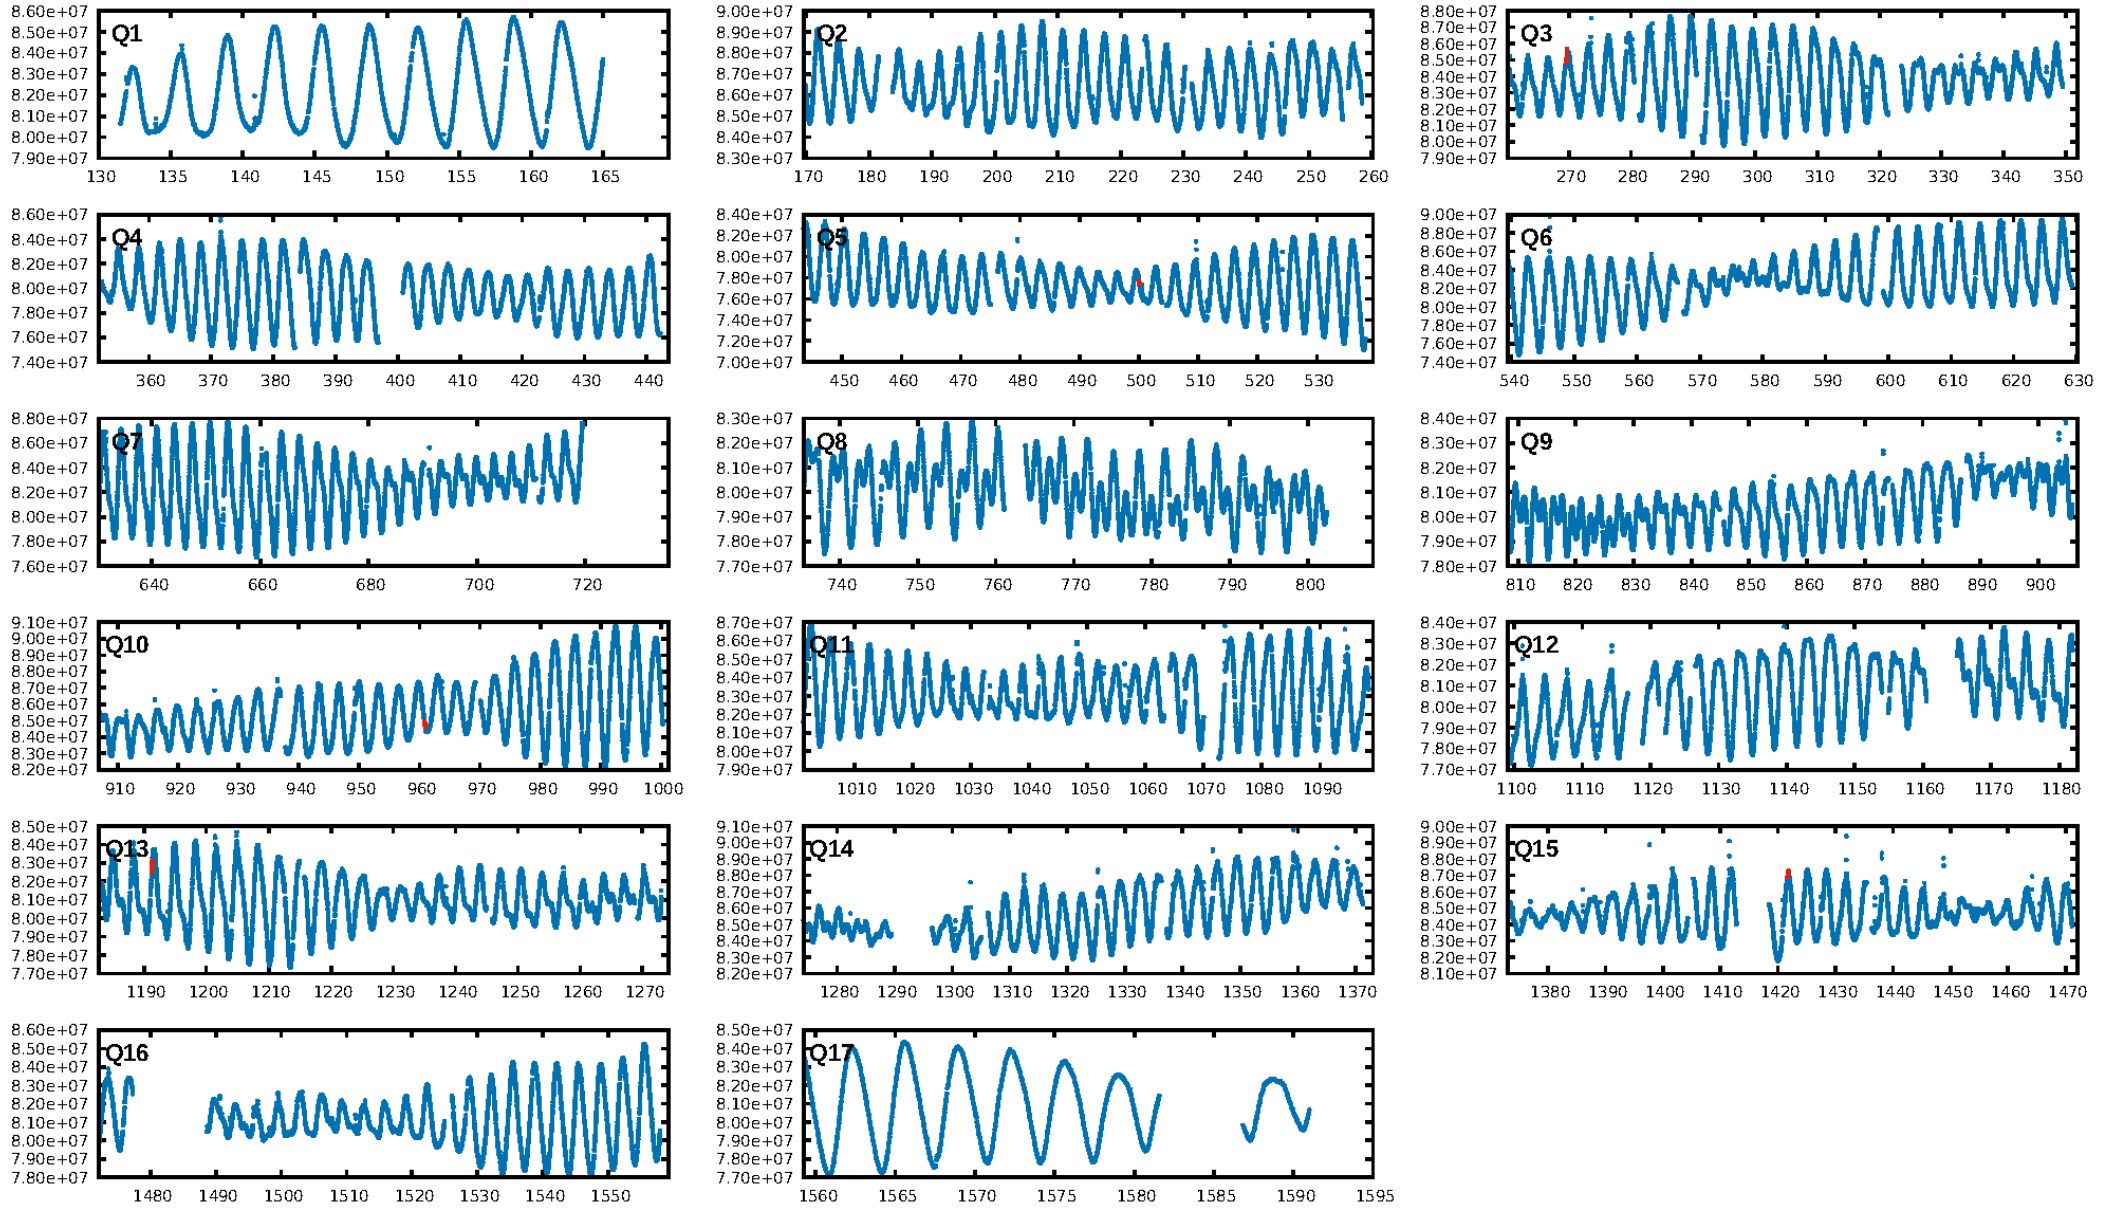 8.60e+07
8.50e+07
8.40e+07
8.30e+07
8.20e+07
8.10e+07
8.00e+07
7.90e+07
Q1
130 135 140 145 150 155 160 165
9.00e+07
8.90e+07
8.80e+07
8.70e+07
8.60e+07
8.50e+07
8.40e+07
8.30e+07
Q2
170 180 190 200 210 220 230 240 250 260
8.80e+07
8.70e+07
8.60e+07
8.50e+07
8.40e+07
8.30e+07
8.20e+07
8.10e+07
8.00e+07
7.90e+07
Q3
270 280 290 300 310 320 330 340 350
8.60e+07
8.40e+07
8.20e+07
8.00e+07
7.80e+07
7.60e+07
7.40e+07
Q4
360 370 380 390 400 410 420 430 440
8.40e+07
8.20e+07
8.00e+07
7.80e+07
7.60e+07
7.40e+07
7.20e+07
7.00e+07
Q5
450 460 470 480 490 500 510 520 530
9.00e+07
8.80e+07
8.60e+07
8.40e+07
8.20e+07
8.00e+07
7.80e+07
7.60e+07
7.40e+07
Q6
540 550 560 570 580 590 600 610 620 630
8.80e+07
8.60e+07
8.40e+07
8.20e+07
8.00e+07
7.80e+07
7.60e+07
Q7
640 660 680 700 720
8.30e+07
8.20e+07
8.10e+07
8.00e+07
7.90e+07
7.80e+07
7.70e+07
Q8
740 750 760 770 780 790 800
8.40e+07
8.30e+07
8.20e+07
8.10e+07
8.00e+07
7.90e+07
7.80e+07
Q9
810 820 830 840 850 860 870 880 890 900
9.10e+07
9.00e+07
8.90e+07
8.80e+07
8.70e+07
8.60e+07
8.50e+07
8.40e+07
8.30e+07
8.20e+07
Q10
910 920 930 940 950 960 970 980 990 1000
8.70e+07
8.60e+07
8.50e+07
8.40e+07
8.30e+07
8.20e+07
8.10e+07
8.00e+07
7.90e+07
Q11
1010 1020 1030 1040 1050 1060 1070 1080 1090
8.40e+07
8.30e+07
8.20e+07
8.10e+07
8.00e+07
7.90e+07
7.80e+07
7.70e+07
Q12
1100 1110 1120 1130 1140 1150 1160 1170 1180
8.50e+07
8.40e+07
8.30e+07
8.20e+07
8.10e+07
8.00e+07
7.90e+07
7.80e+07
7.70e+07
Q13
1190 1200 1210 1220 1230 1240 1250 1260 1270
9.10e+07
9.00e+07
8.90e+07
8.80e+07
8.70e+07
8.60e+07
8.50e+07
8.40e+07
8.30e+07
8.20e+07
Q14
1280 1290 1300 1310 1320 1330 1340 1350 1360 1370
9.00e+07
8.90e+07
8.80e+07
8.70e+07
8.60e+07
8.50e+07
8.40e+07
8.30e+07
8.20e+07
8.10e+07
Q15
1380 1390 1400 1410 1420 1430 1440 1450 1460 1470
8.60e+07
8.50e+07
8.40e+07
8.30e+07
8.20e+07
8.10e+07
8.00e+07
7.90e+07
7.80e+07
Q16
1480 1490 1500 1510 1520 1530 1540 1550
8.50e+07
8.40e+07
8.30e+07
8.20e+07
8.10e+07
8.00e+07
7.90e+07
7.80e+07
7.70e+07
Q17
1560 1565 1570 1575 1580 1585 1590 1595